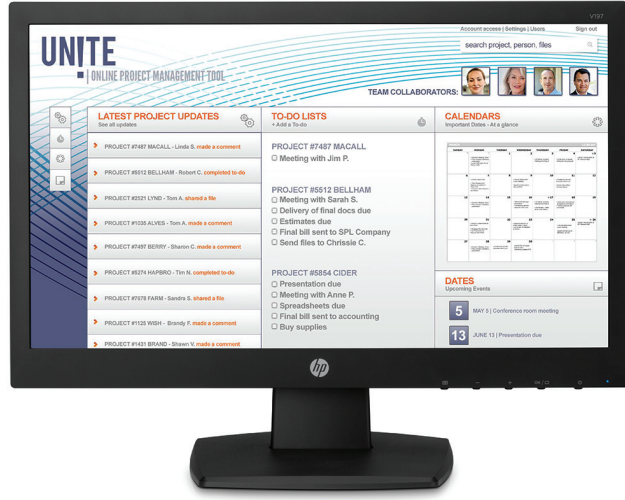 V197
Account access | Settings | Users
Sign out
UN!TE
ONLINE PROJECT MANAGEMENT TOOL
search project, person, files
TEAM COLLABORATORS:
LATEST PROJECT UPDATES
See all updates
PROJECT #7487 MACALL - Linda S. made a comment
PROJECT #5512 BELLHAM - Robert C. completed to-do
PROJECT #2521 LYND - Tom A. shared a file
PROJECT #1035 ALVES - Tom A. made a comment
PROJECT #7497 BERRY - Sharon C. made a comment
PROJECT #5274 HAPBRO - Tim N. completed to-do
PROJECT #7678 FARM - Sandra S. shared a file
PROJECT #1125 WISH - Brandy F. made a comment
PROJECT #1431 BRAND - Shawn V. made a comment
TO-DO LISTS
+ Add a To-do
PROJECT #7487 MACALL
Meeting with Jim P.
PROJECT #5512 BELLHAM
Meeting with Sarah S.
Delivery of final docs due
Estimates due
Final bill sent to SPL Company
Send files to Chrissie C.
PROJECT #5854 CIDER
Presentation due
Meeting with Anne P.
Spreadsheets due
Final bill sent to accounting
Buy supplies
CALENDARS
Important Dates - At a glance
DATES
Upcoming Events
5 MAY 5 | Conference room meeting
13 JUNE 13 | Presentation due
hp